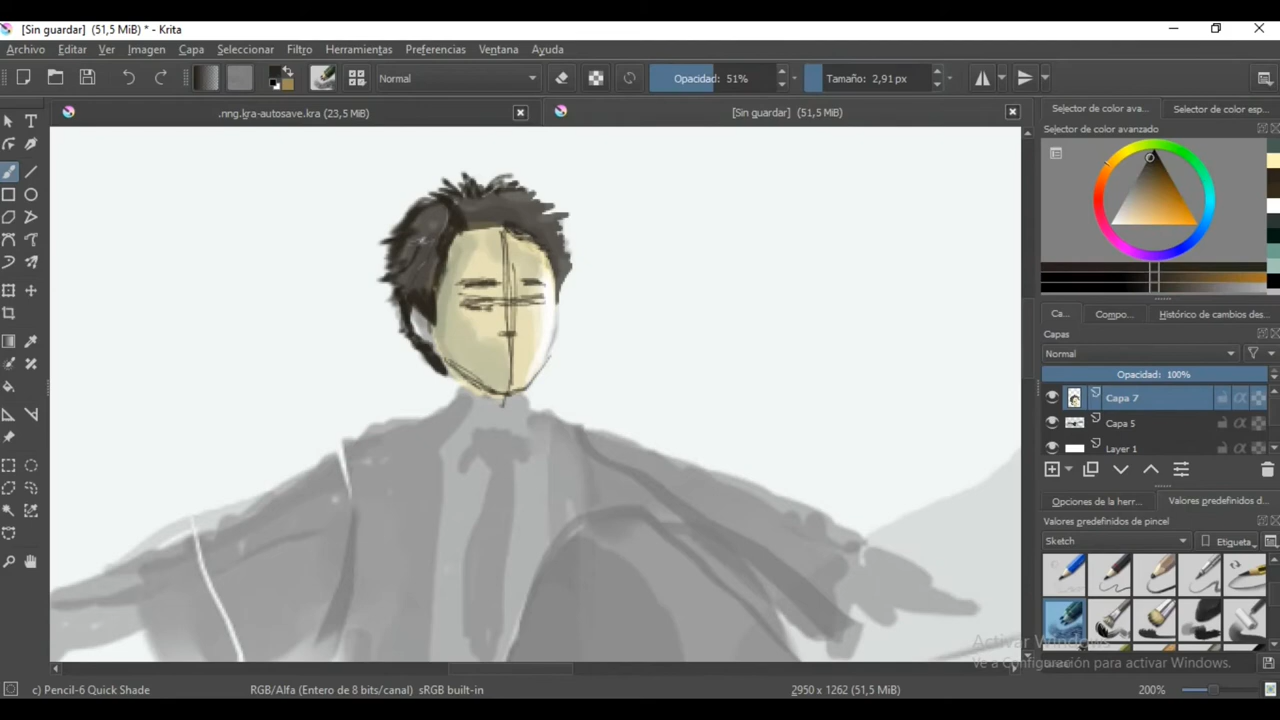 [Sin guardar] (51,5 MiB) * - Krita
Archivo Editar Ver Imagen Capa Seleccionar Filtro Herramientas Preferencias Ventana Ayuda
Normal Opacidad: 51% Tamaño: 2,91 px
.nng.kra-autosave.kra (23,5 MiB) [Sin guardar] (51,5 MiB) Selector de color ava... Selector de color esp...
Selector de color avanzado
Ca... Compo... Histórico de cambios des...
Capas
Normal
Opacidad: 100%
Capa 7
Capa 5
Layer 1
Opciones de la herr... Valores predefinidos d...
Valores predefinidos de pincel
Sketch Etiqueta
Activar Windows
Ve a Configuración para activar Windows.
c) Pencil-6 Quick Shade RGB/Alfa (Entero de 8 bits/canal) sRGB built-in 2950 x 1262 (51,5 MiB) 200%